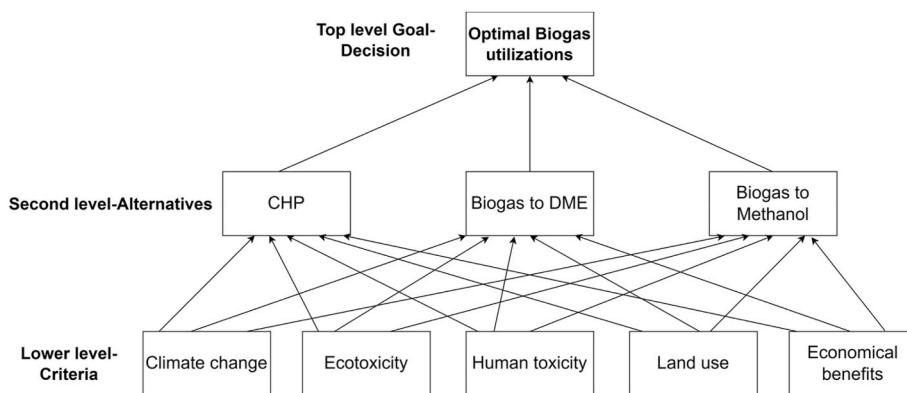 Top level Goal-
Decision
Optimal Biogas
utilizations
Second level-Alternatives
CHP
Biogas to DME
Biogas to
Methanol
Lower level-
Criteria
Climate change
Ecotoxicity
Human toxicity
Land use
Economical
benefits